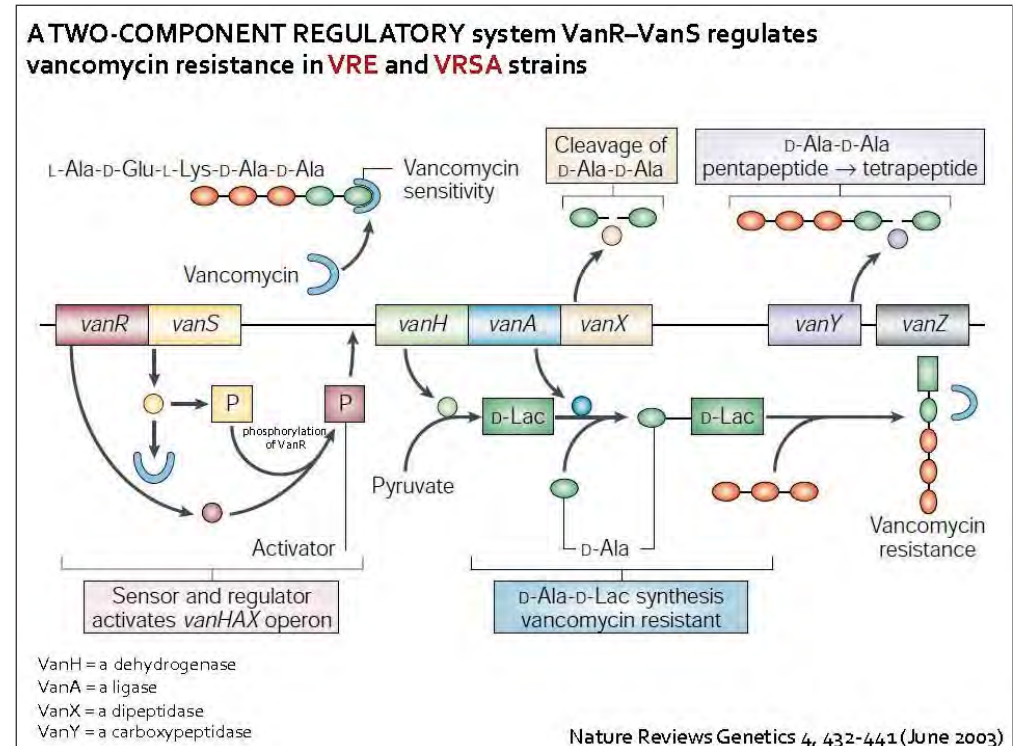 A TWO-COMPONENT REGULATORY system VanR–VanS regulates
vancomycin resistance in VRE and VRSA strains
L-Ala-D-Glu-L-Lys-D-Ala-D-Ala
Vancomycin
sensitivity
Vancomycin
Cleavage of
D-Ala-D-Ala
D-Ala-D-Ala
pentapeptide → tetrapeptide
vanR
vanS
vanH
vanA
vanX
vanY
vanZ
P
phosphorylation
of VanR
P
D-Lac
D-Lac
Pyruvate
Activator
D-Ala
Vancomycin
resistance
Sensor and regulator
activates vanHAX operon
D-Ala-D-Lac synthesis
vancomycin resistant
VanH = a dehydrogenase
VanA = a ligase
VanX = a dipeptidase
VanY = a carboxypeptidase
Nature Reviews Genetics 4, 432-441 (June 2003)